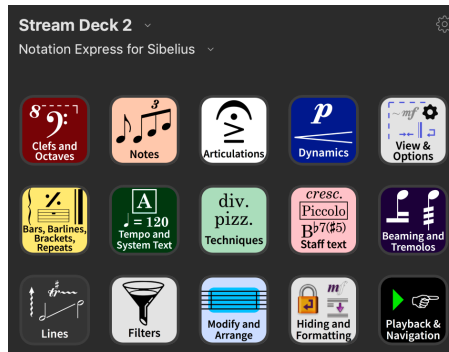 Stream Deck 2
Notation Express for Sibelius
8
Clefs and
Octaves
3
Notes
Articulations
p
Dynamics
~mf
View &
Options
Bars, Barlines,
Brackets,
Repeats
A
♩ = 120
Tempo and
System Text
div.
pizz.
Techniques
cresc.
Piccolo
B♭7(♯5)
Staff text
Beaming and
Tremolos
Lines
Filters
Modify and
Arrange
mf
Hiding and
Formatting
Playback &
Navigation